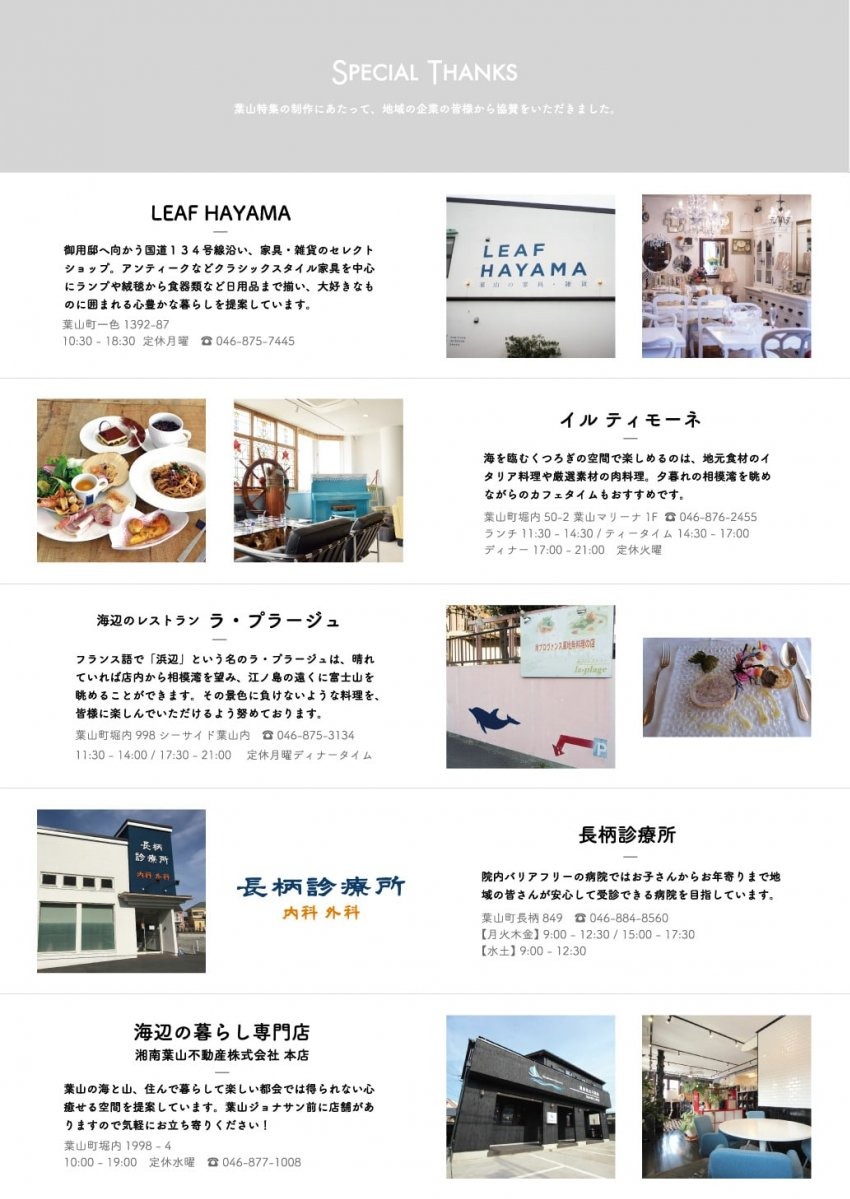 SPECIAL THANKS
葉山特集の制作にあたって、地域の企業の皆様から協賛をいただきました。
LEAF HAYAMA
御用邸へ向かう国道134号線沿い、家具・雑貨のセレクト
ショップ。アンティークなどクラシックスタイル家具を中心
にランプや絨毯から食器類など日用品まで揃い、大好きなも
のに囲まれる心豊かな暮らしを提案しています。
葉山町一色 1392-87
10:30 - 18:30 定休月曜 ☎ 046-875-7445
LEAF
HAYAMA
葉山の家具・雑貨
イル ティモーネ
海を臨むくつろぎの空間で楽しめるのは、地元食材のイ
タリア料理や厳選素材の肉料理。夕暮れの相模湾を眺め
ながらのカフェタイムもおすすめです。
葉山町堀内 50-2 葉山マリーナ 1F ☎ 046-876-2455
ランチ 11:30 - 14:30 / ティータイム 14:30 - 17:00
ディナー 17:00 - 21:00 定休火曜
海辺のレストラン ラ・プラージュ
フランス語で「浜辺」という名のラ・プラージュは、晴れ
ていれば店内から相模湾を望み、江ノ島の遠くに富士山を
眺めることができます。その景色に負けないような料理を、
皆様に楽しんでいただけるよう努めております。
葉山町堀内 998 シーサイド葉山内 ☎ 046-875-3134
11:30 - 14:00 / 17:30 - 21:00 定休月曜ディナータイム
南プロヴァンス風地魚料理の店
la-plage
P
長柄
診療所
内科 外科
長柄診療所
内科 外科
長柄診療所
院内バリアフリーの病院ではお子さんからお年寄りまで地
域の皆さんが安心して受診できる病院を目指しています。
葉山町長柄 849 ☎ 046-884-8560
【月火木金】9:00 - 12:30 / 15:00 - 17:30
【水土】9:00 - 12:30
海辺の暮らし専門店
湘南葉山不動産株式会社 本店
葉山の海と山、住んで暮らして楽しい都会では得られない心
癒せる空間を提案しています。葉山ジョナサン前に店舗があ
りますので気軽にお立ち寄りください！
葉山町堀内 1998 - 4
10:00 - 19:00 定休水曜 ☎ 046-877-1008